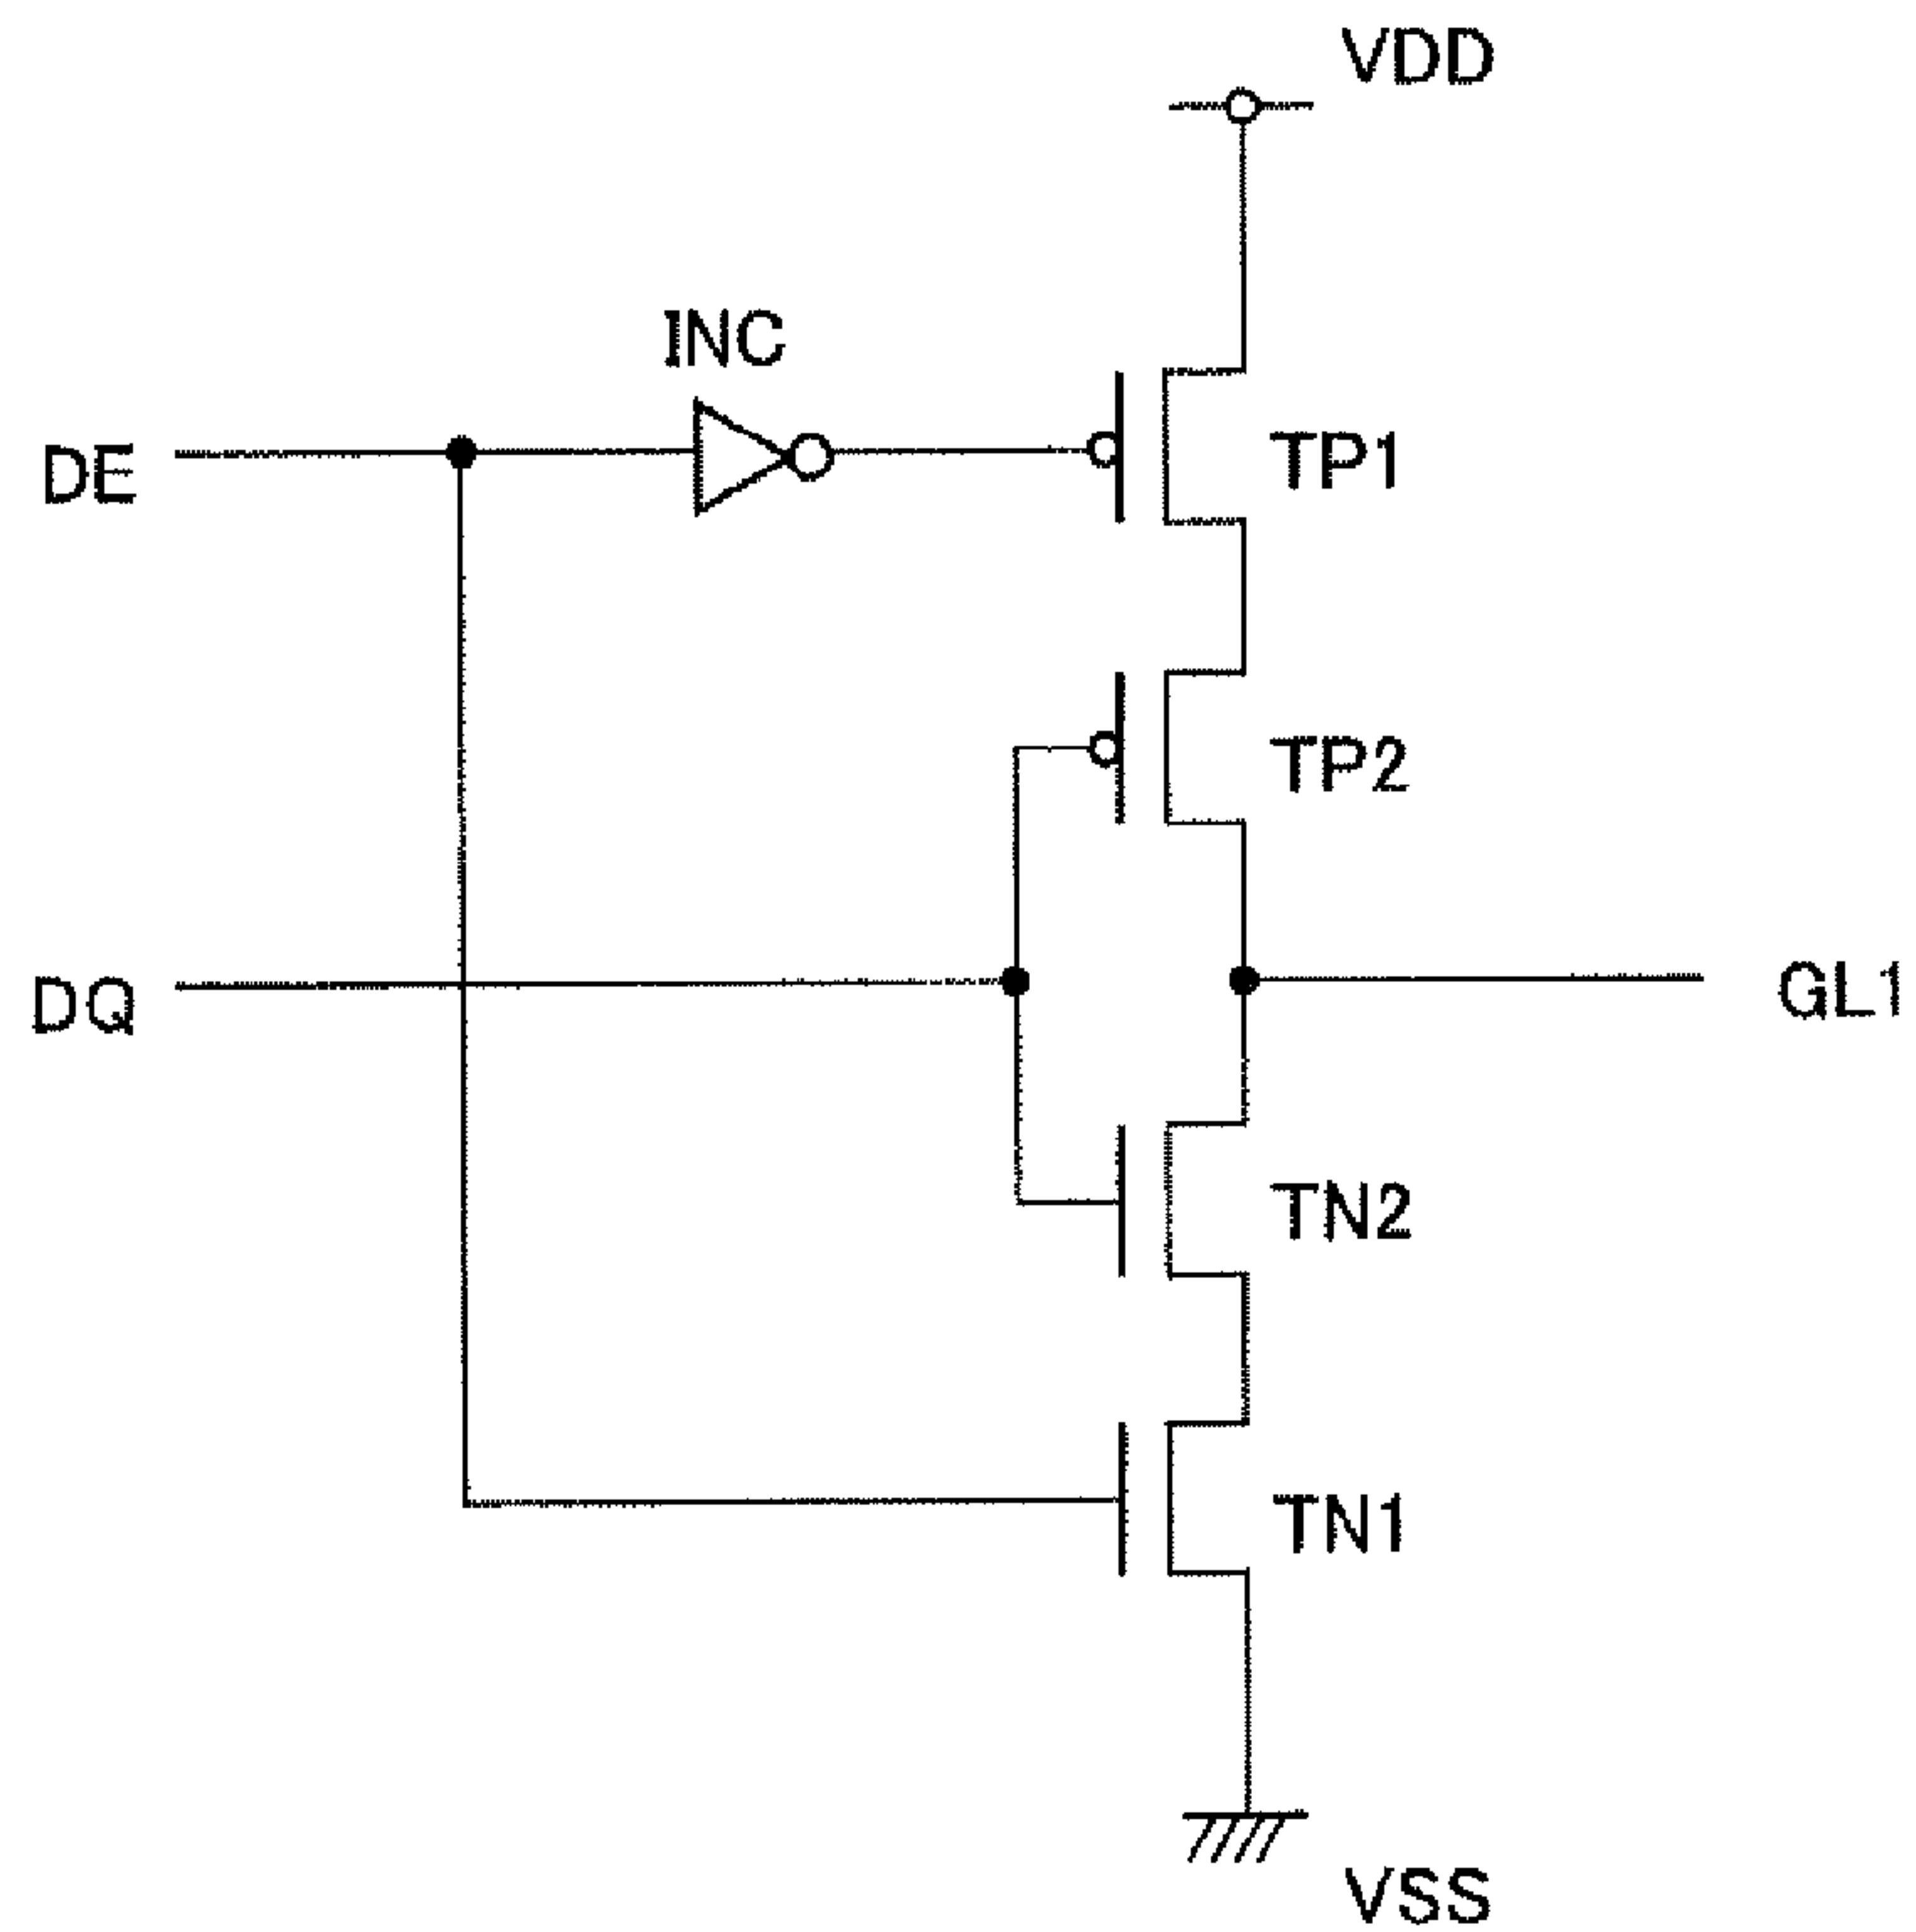 VDD
INC
DE
TP1
TP2
DQ
GL1
TN2
TN1
VSS